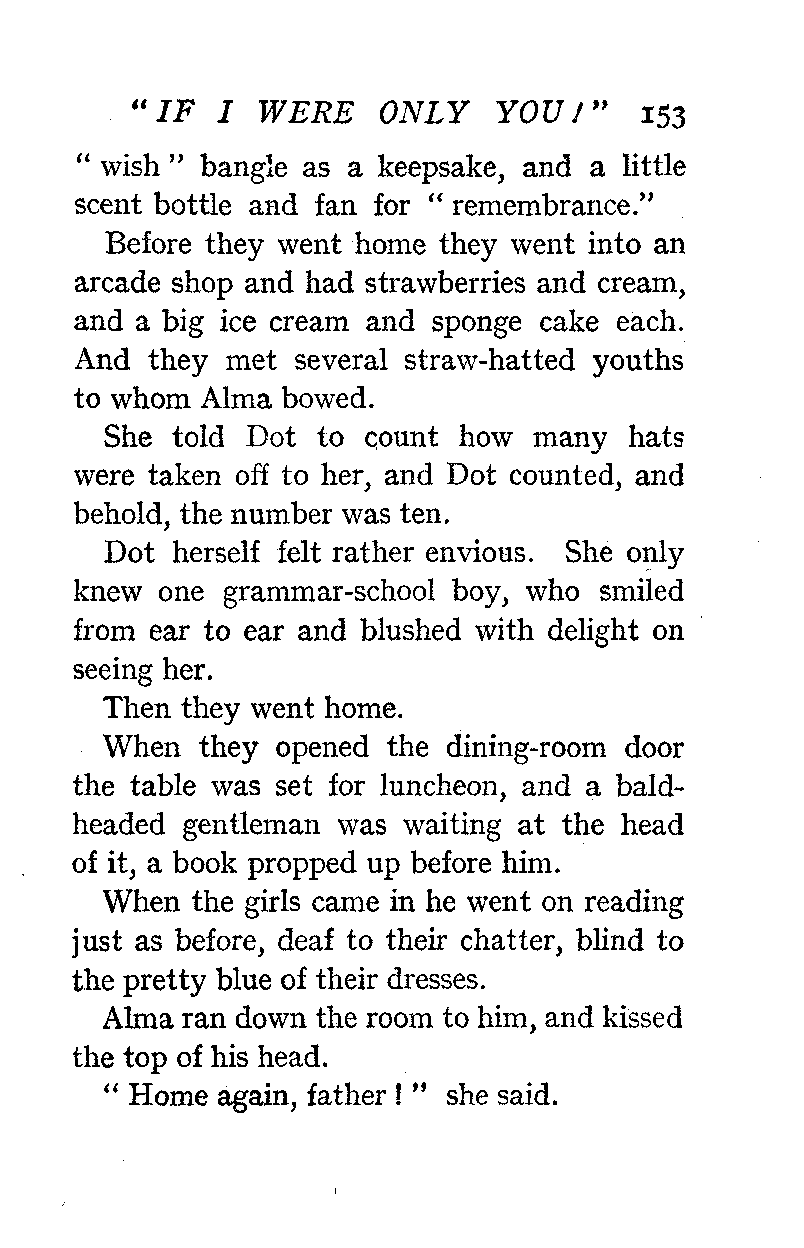 “IF I WERE ONLY YOU!” 153
“ wish ” bangle as a keepsake, and a little
scent bottle and fan for “ remembrance.”
Before they went home they went into an
arcade shop and had strawberries and cream,
and a big ice cream and sponge cake each.
And they met several straw-hatted youths
to whom Alma bowed.
She told Dot to count how many hats
were taken off to her, and Dot counted, and
behold, the number was ten.
Dot herself felt rather envious. She only
knew one grammar-school boy, who smiled
from ear to ear and blushed with delight on
seeing her.
Then they went home.
When they opened the dining-room door
the table was set for luncheon, and a bald-
headed gentleman was waiting at the head
of it, a book propped up before him.
When the girls came in he went on reading
just as before, deaf to their chatter, blind to
the pretty blue of their dresses.
Alma ran down the room to him, and kissed
the top of his head.
“ Home again, father ! ” she said.